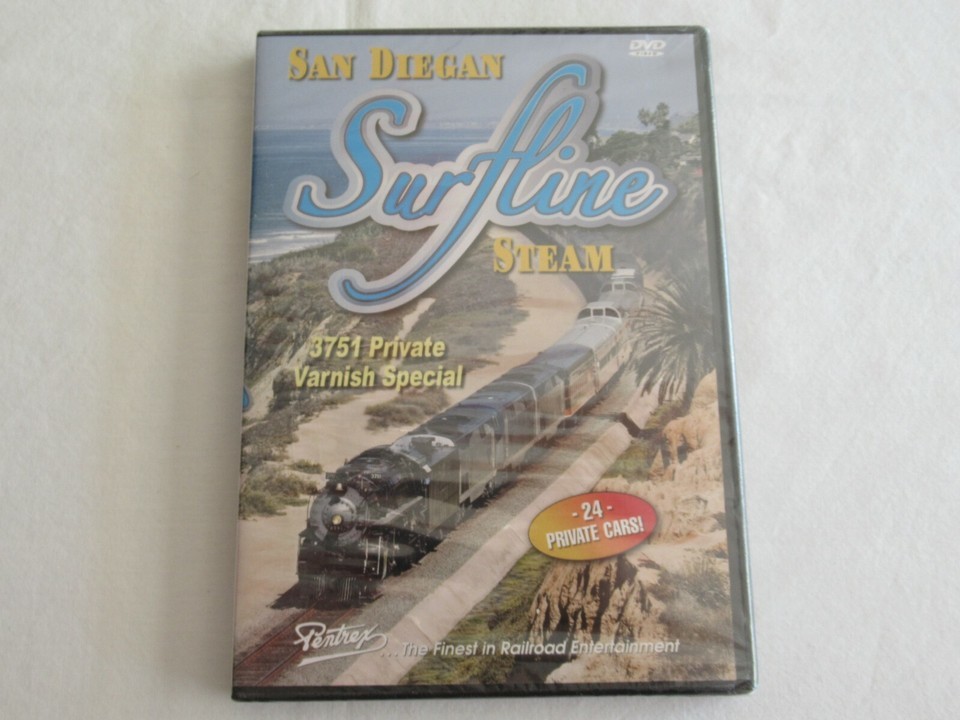 SAN DIEGAN
DVD
Surfline
STEAM
3751 Private
Varnish Special
- 24 -
PRIVATE CARS!
Pentrex
...The Finest in Railroad Entertainment